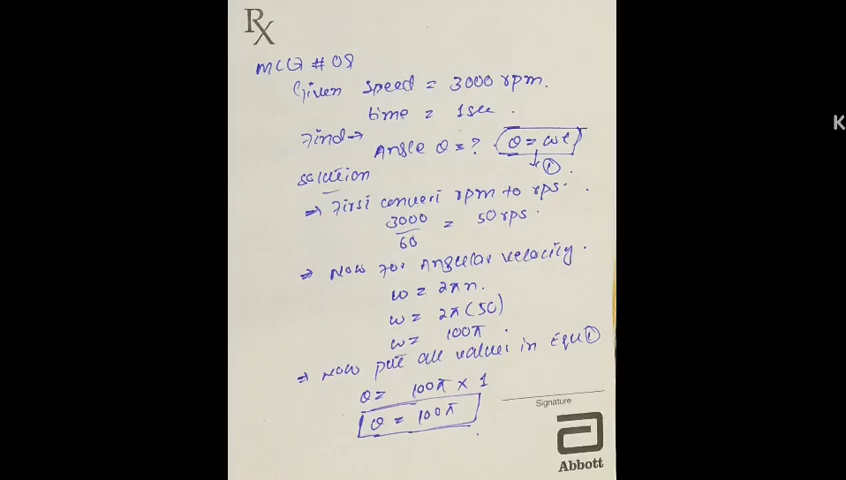 Rx
MCQ # 08
Given speed = 3000 rpm.
time = 1sec.
Find→
Angle θ = ? (θ = ωt)
→ ①.
solution
⇒ First convert rpm to rps.
3000/60 = 50 rps.
⇒ Now for Angular velocity.
ω = 2πn.
ω = 2π(50)
ω = 100π.
⇒ Now put all values in Equ①
θ = 100π × 1
θ = 100π
Signature
Abbott
K